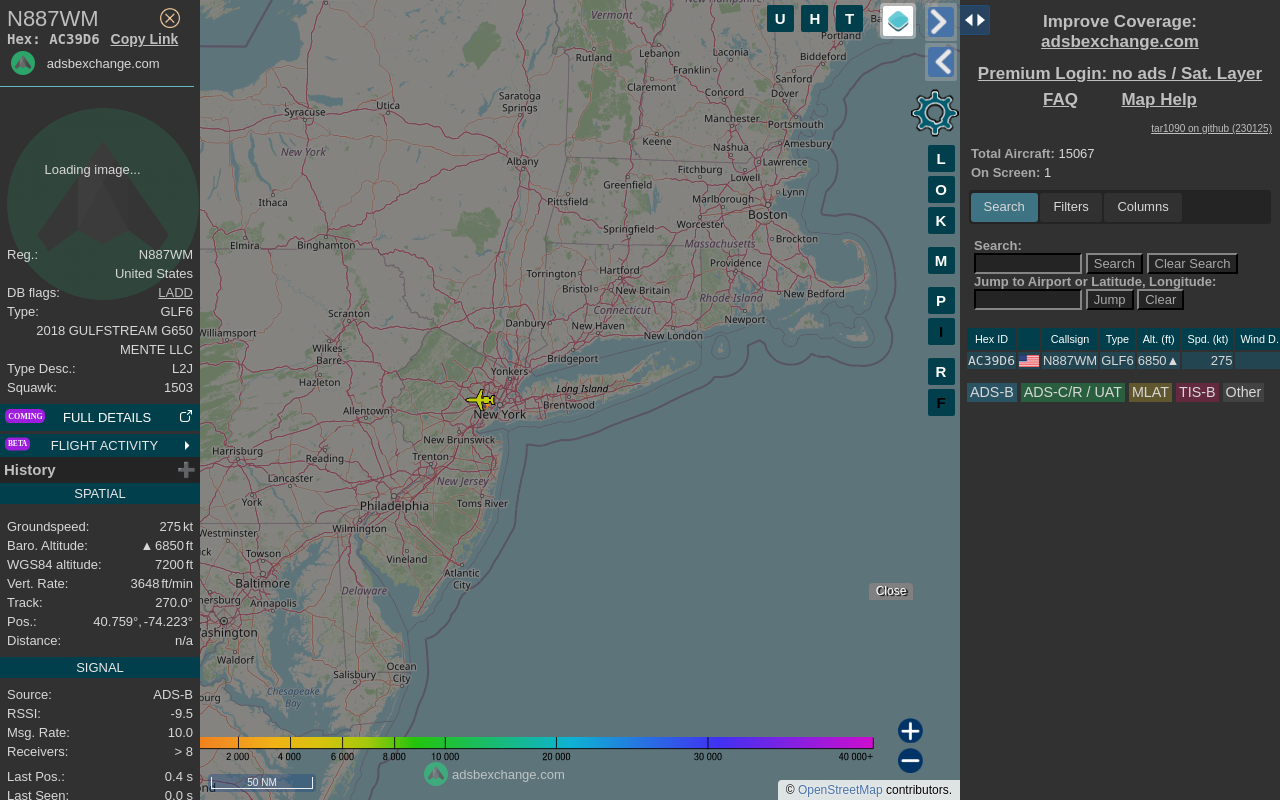 N887WM
Hex: AC39D6 Copy Link
adsbexchange.com
Loading image...
Reg.: N887WM
United States
DB flags: LADD
Type: GLF6
2018 GULFSTREAM G650
MENTE LLC
Type Desc.: L2J
Squawk: 1503
COMING FULL DETAILS
BETA FLIGHT ACTIVITY
History
SPATIAL
Groundspeed: 275 kt
Baro. Altitude: ▲ 6850 ft
WGS84 altitude: 7200 ft
Vert. Rate: 3648 ft/min
Track: 270.0°
Pos.: 40.759°, -74.223°
Distance: n/a
SIGNAL
Source: ADS-B
RSSI: -9.5
Msg. Rate: 10.0
Receivers: > 8
Last Pos.: 0.4 s
Last Seen: 0.0 s
U H T
L
O
K
M
P
I
R
F
Vermont
Portland
Rutland
Lebanon
Laconia
Biddeford
Franklin
Claremont
Sanford
Concord
Dover
Saratoga
Springs
Utica
Syracuse
Manchester
Portsmouth
Keene
Nashua
Amesbury
New York
Albany
Lawrence
Fitchburg
Lowell
Greenfield
Lynn
Ithaca
Pittsfield
Marlborough
Boston
Worcester
Springfield
Elmira
Binghamton
Massachusetts
Brockton
Torrington
Hartford
Providence
Bristol
New Britain
Rhode Island
New Bedford
Scranton
Connecticut
Danbury
New Haven
Newport
Williamsport
New London
Wilkes-
Barre
Bridgeport
Hazleton
Yonkers
Long Island
Brentwood
Allentown
New York
New Brunswick
Harrisburg
Reading
Trenton
Lancaster
New Jersey
York
Philadelphia
Toms River
Wilmington
Westminster
Towson
Vineland
Baltimore
Atlantic
City
Annapolis
Delaware
Washington
Waldorf
Ocean
City
Salisbury
Chesapeake
Bay
Close
2 000 4 000 6 000 8 000 10 000 20 000 30 000 40 000+
adsbexchange.com
50 NM
© OpenStreetMap contributors.
Improve Coverage:
adsbexchange.com
Premium Login: no ads / Sat. Layer
FAQ Map Help
tar1090 on github (230125)
Total Aircraft: 15067
On Screen: 1
Search Filters Columns
Search:
Search Clear Search
Jump to Airport or Latitude, Longitude:
Jump Clear
Hex ID Callsign Type Alt. (ft) Spd. (kt) Wind D.
AC39D6 N887WM GLF6 6850▲ 275
ADS-B ADS-C/R / UAT MLAT TIS-B Other